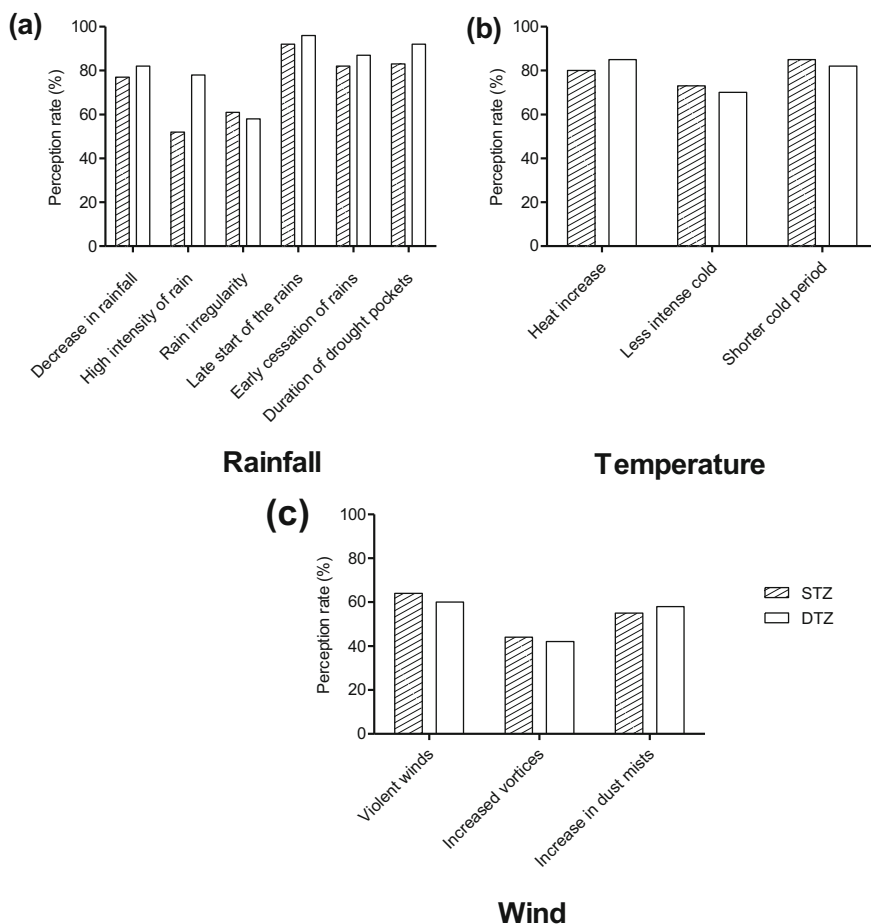 (a)
Perception rate (%)
100
80
60
40
20
0
Decrease in rainfall
High intensity of rain
Rain irregularity
Late start of the rains
Early cessation of rains
Duration of drought pockets
Rainfall
(b)
Perception rate (%)
100
80
60
40
20
0
Heat increase
Less intense cold
Shorter cold period
Temperature
(c)
Perception rate (%)
100
80
60
40
20
0
Violent winds
Increased vortices
Increase in dust mists
Wind
STZ
DTZ